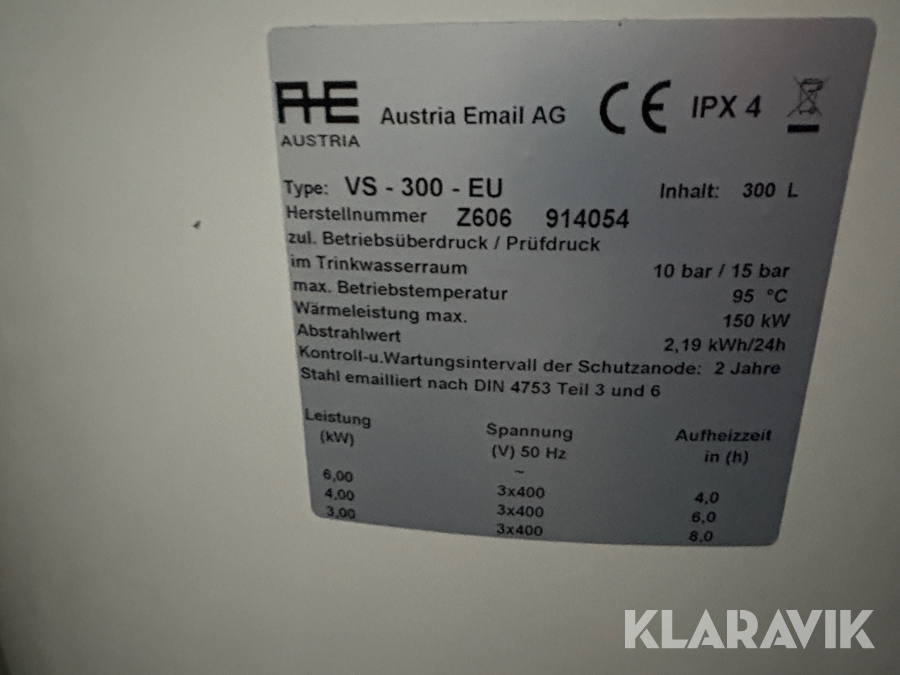 AHE
AUSTRIA
Austria Email AG
CE
IPX 4
Type: VS - 300 - EU
Inhalt: 300 L
Herstellnummer Z606 914054
zul. Betriebsüberdruck / Prüfdruck
im Trinkwasserraum 10 bar / 15 bar
max. Betriebstemperatur 95 °C
Wärmeleistung max. 150 kW
Abstrahlwert 2,19 kWh/24h
Kontroll-u.Wartungsintervall der Schutzanode: 2 Jahre
Stahl emailliert nach DIN 4753 Teil 3 und 6
Leistung Spannung Aufheizzeit
(kW) (V) 50 Hz in (h)
~
6,00 3x400 4,0
4,00 3x400 6,0
3,00 3x400 8,0
KLARAVIK